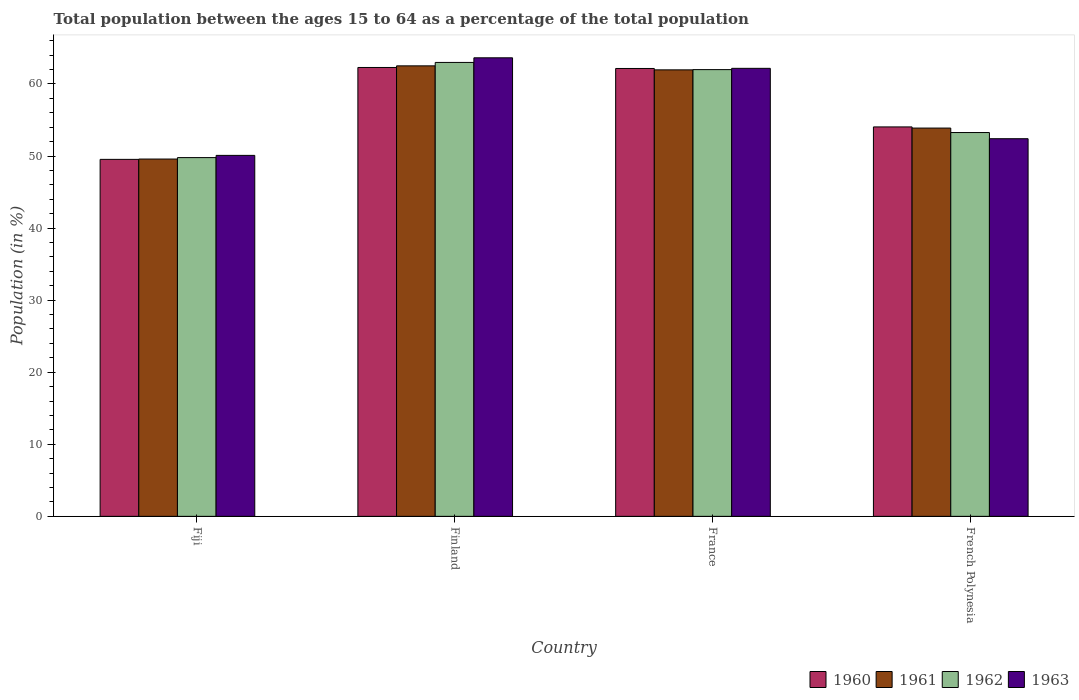 Total population between the ages 15 to 64 as a percentage of the total population
Population (in %)
60
50
40
30
20
10
0
Fiji
Finland
France
French Polynesia
Country
1960
1961
1962
1963